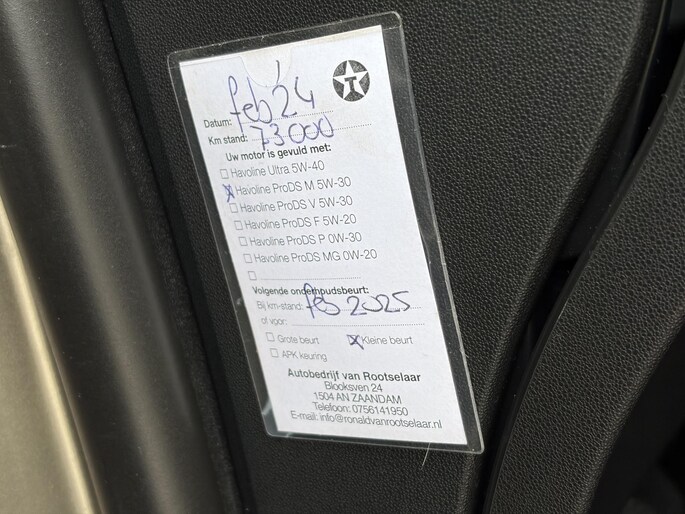 T
Datum: feb '24
Km stand: 73000
Uw motor is gevuld met:
Havoline Ultra 5W-40
Havoline ProDS M 5W-30
Havoline ProDS V 5W-30
Havoline ProDS F 5W-20
Havoline ProDS P 0W-30
Havoline ProDS MG 0W-20
Volgende onderhoudsbeurt:
Bij km-stand: feb 2025
of voor:
Grote beurt Kleine beurt
APK keuring
Autobedrijf van Rootselaar
Blooksven 24
1504 AN ZAANDAM
Telefoon: 0756141950
E-mail: info@ronaldvanrootselaar.nl